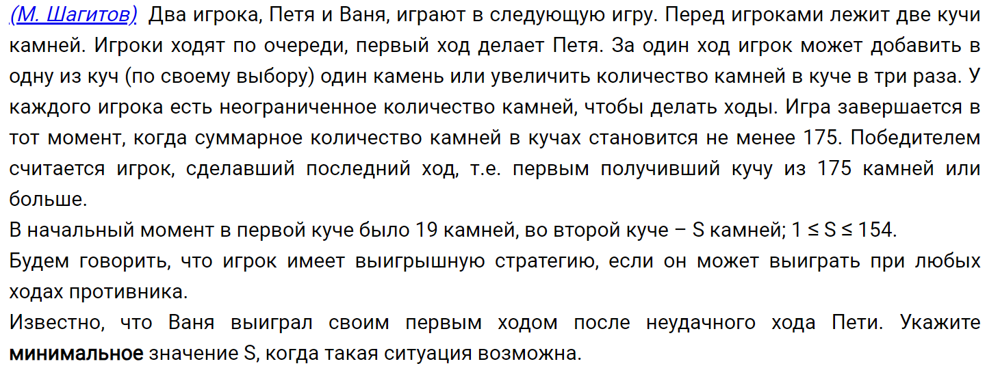 (М. Шагитов) Два игрока, Петя и Ваня, играют в следующую игру. Перед игроками лежит две кучи
камней. Игроки ходят по очереди, первый ход делает Петя. За один ход игрок может добавить в
одну из куч (по своему выбору) один камень или увеличить количество камней в куче в три раза. У
каждого игрока есть неограниченное количество камней, чтобы делать ходы. Игра завершается в
тот момент, когда суммарное количество камней в кучах становится не менее 175. Победителем
считается игрок, сделавший последний ход, т.е. первым получивший кучу из 175 камней или
больше.
В начальный момент в первой куче было 19 камней, во второй куче – S камней; 1 ≤ S ≤ 154.
Будем говорить, что игрок имеет выигрышную стратегию, если он может выиграть при любых
ходах противника.
Известно, что Ваня выиграл своим первым ходом после неудачного хода Пети. Укажите
минимальное значение S, когда такая ситуация возможна.